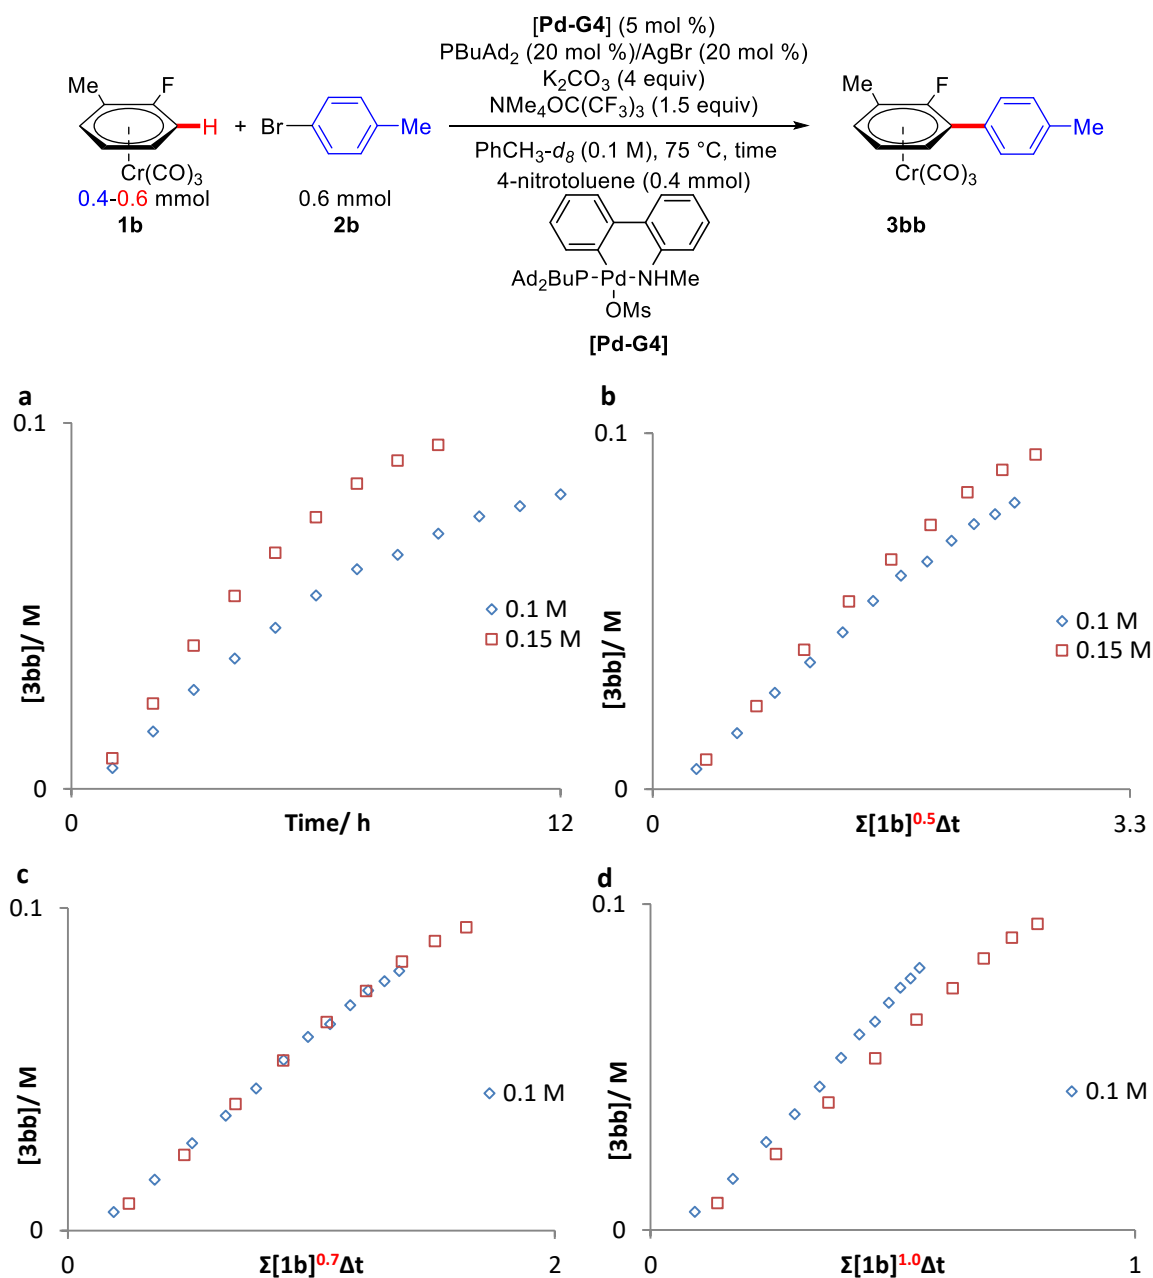 [Pd-G4] (5 mol %)
PBuAd2 (20 mol %)/AgBr (20 mol %)
K2CO3 (4 equiv)
NMe4OC(CF3)3 (1.5 equiv)
PhCH3-d8 (0.1 M), 75 °C, time
4-nitrotoluene (0.4 mmol)
Me F
H
Cr(CO)3
0.4-0.6 mmol
1b
+
Br Me
0.6 mmol
2b
Me F
Me
Cr(CO)3
3bb
Ad2BuP-Pd-NHMe
OMs
[Pd-G4]
a
0.1
[3bb]/ M
0
0
Time/ h
12
0.1 M
0.15 M
b
0.1
[3bb]/ M
0
0
Σ[1b]0.5Δt
3.3
0.1 M
0.15 M
c
0.1
[3bb]/ M
0
0
Σ[1b]0.7Δt
2
0.1 M
d
0.1
[3bb]/ M
0
0
Σ[1b]1.0Δt
1
0.1 M